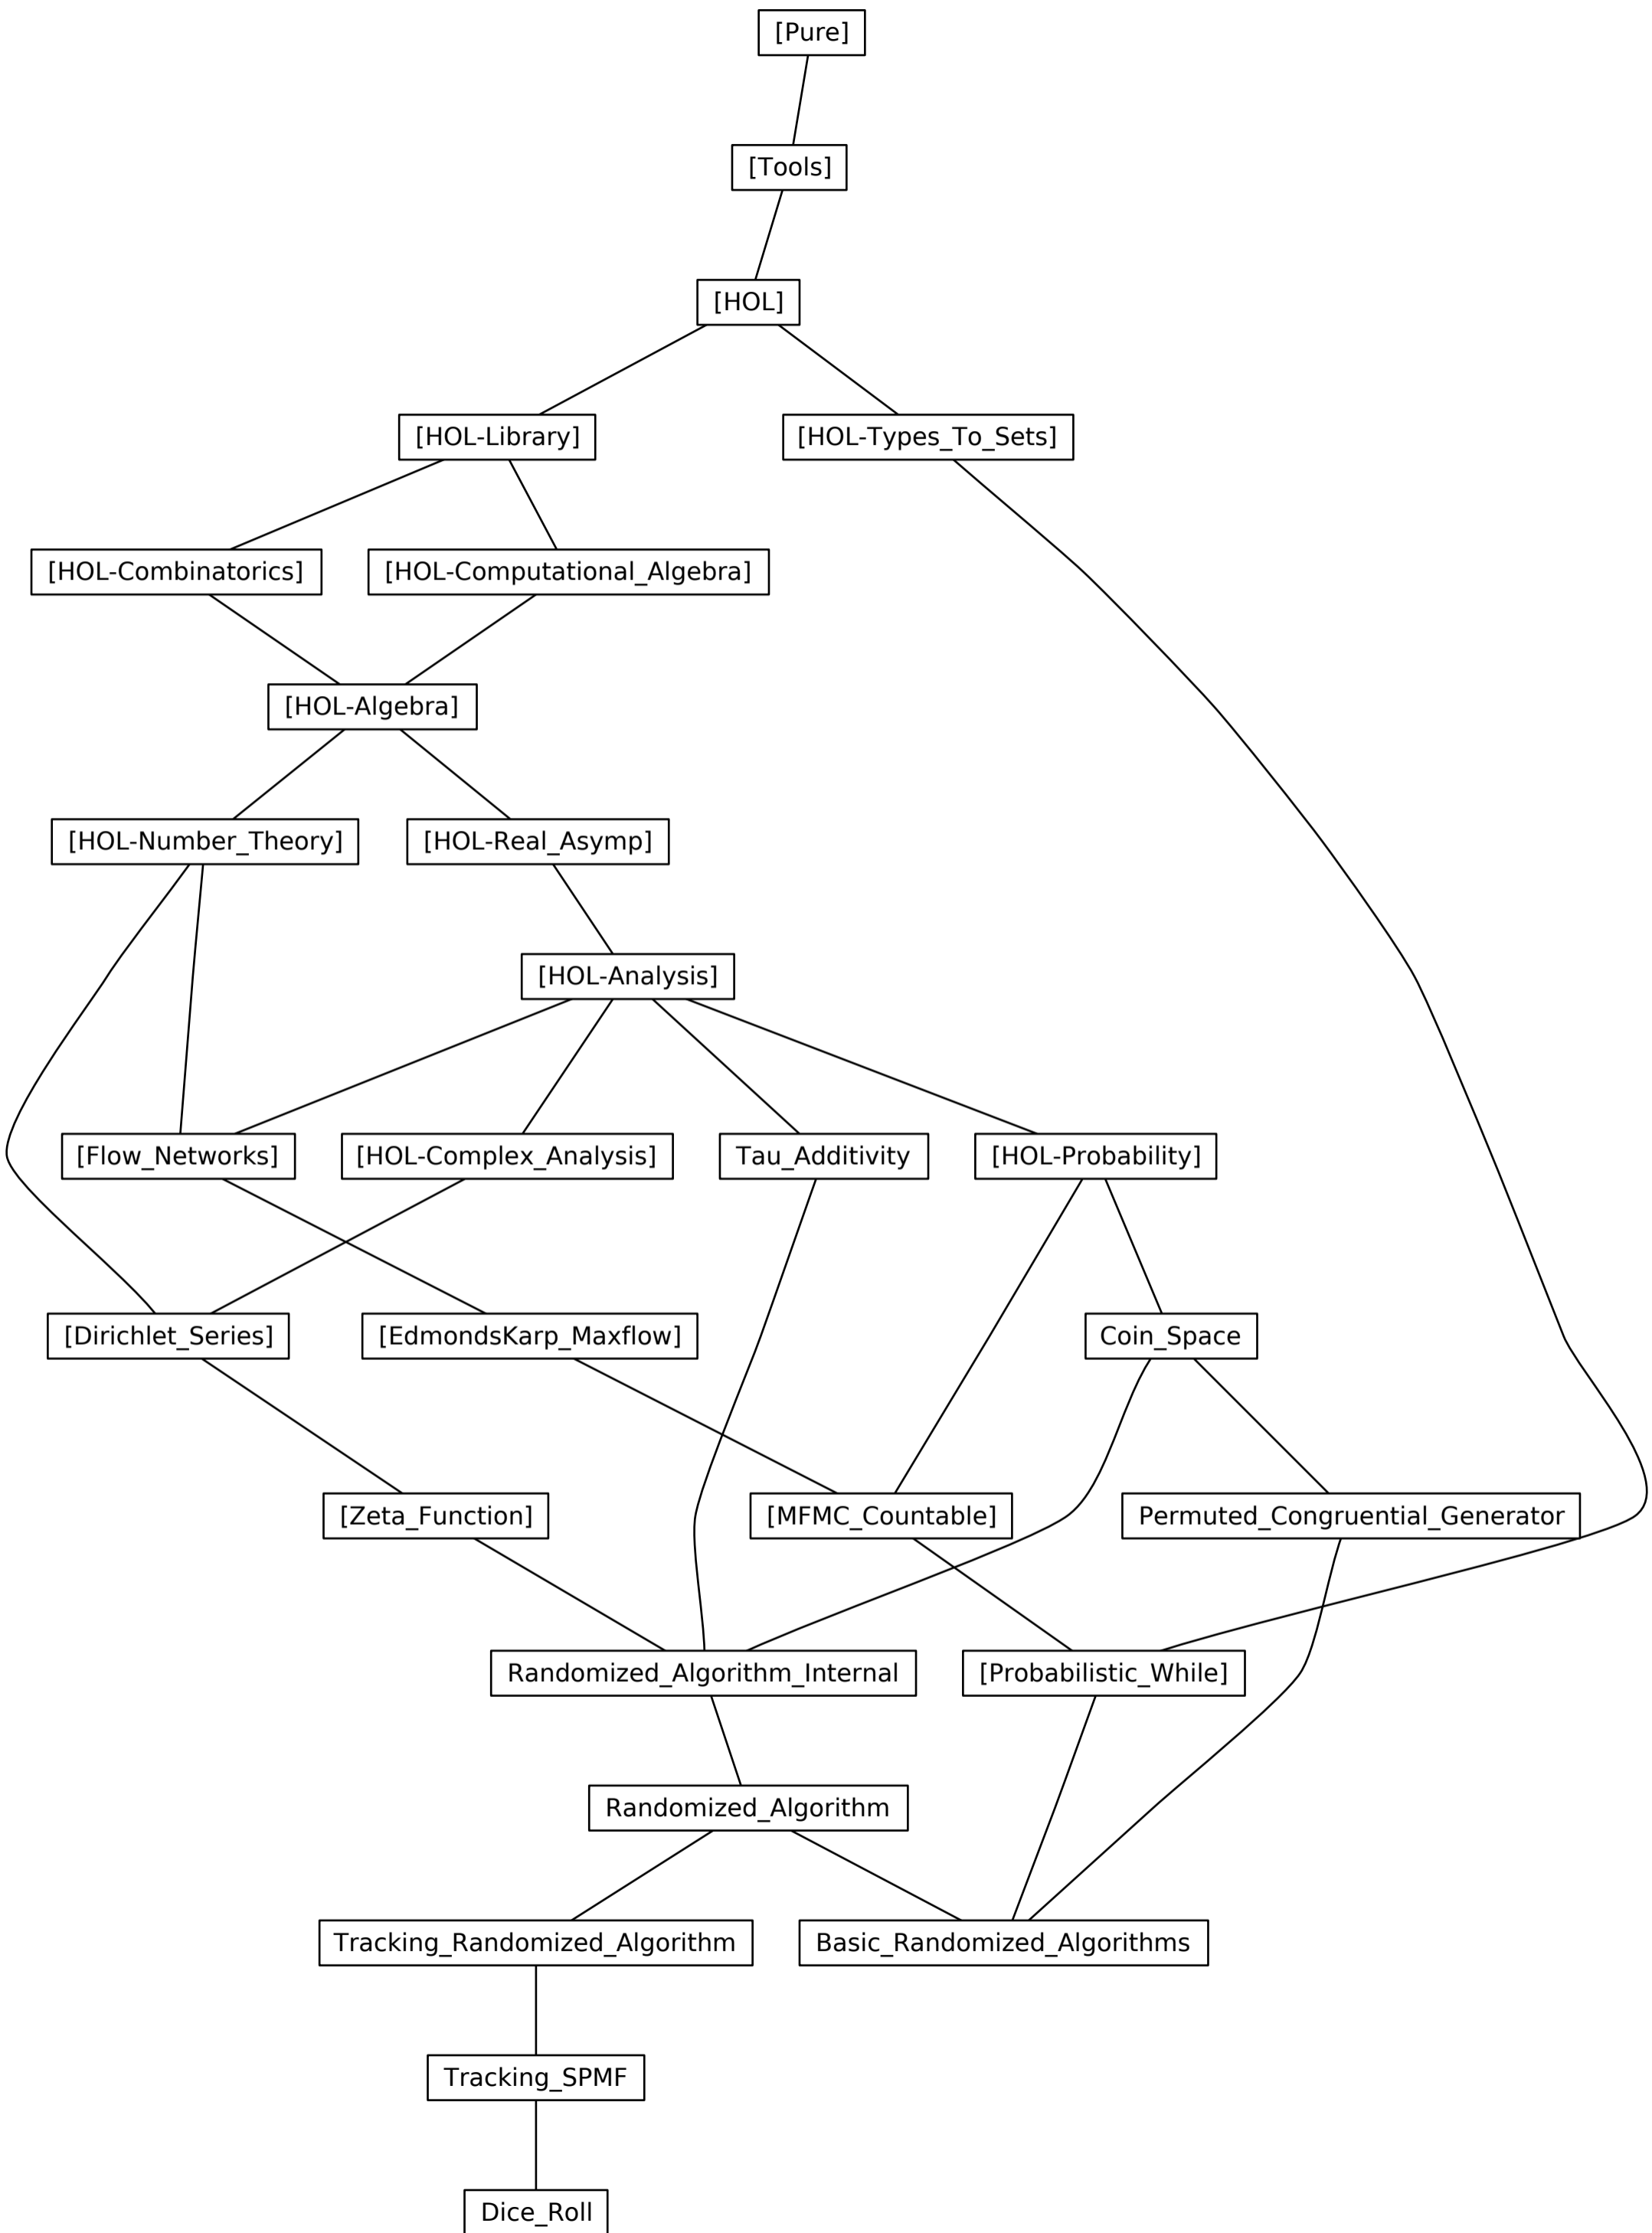 [Pure]
[Tools]
[HOL]
[HOL-Library]
[HOL-Types_To_Sets]
[HOL-Combinatorics]
[HOL-Computational_Algebra]
[HOL-Algebra]
[HOL-Number_Theory]
[HOL-Real_Asymp]
[HOL-Analysis]
[Flow_Networks]
[HOL-Complex_Analysis]
Tau_Additivity
[HOL-Probability]
[Dirichlet_Series]
[EdmondsKarp_Maxflow]
Coin_Space
[Zeta_Function]
[MFMC_Countable]
Permuted_Congruential_Generator
Randomized_Algorithm_Internal
[Probabilistic_While]
Randomized_Algorithm
Tracking_Randomized_Algorithm
Basic_Randomized_Algorithms
Tracking_SPMF
Dice_Roll